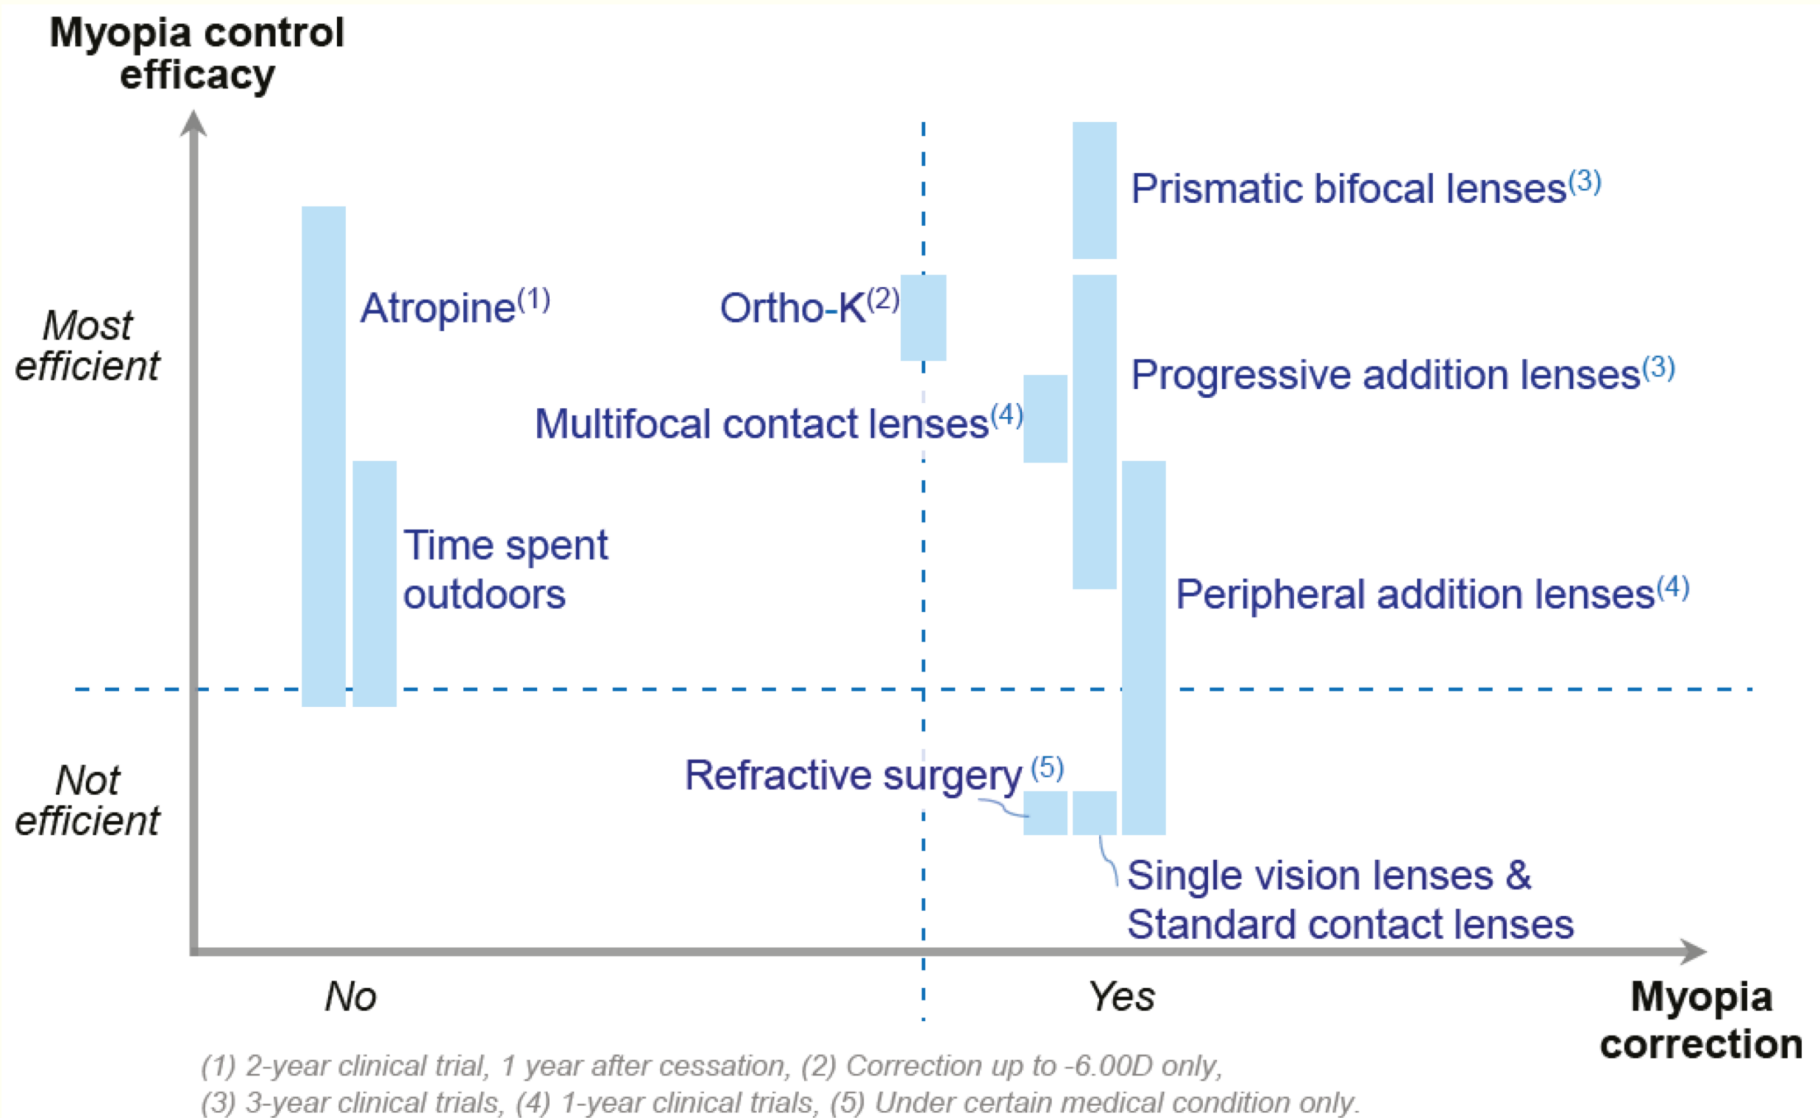 Myopia control
efficacy
Prismatic bifocal lenses(3)
Atropine(1)
Ortho-K(2)
Most
efficient
Progressive addition lenses(3)
Multifocal contact lenses(4)
Time spent
outdoors
Peripheral addition lenses(4)
Not
efficient
Refractive surgery (5)
Single vision lenses &
Standard contact lenses
No
Yes
Myopia
correction
(1) 2-year clinical trial, 1 year after cessation, (2) Correction up to -6.00D only,
(3) 3-year clinical trials, (4) 1-year clinical trials, (5) Under certain medical condition only.